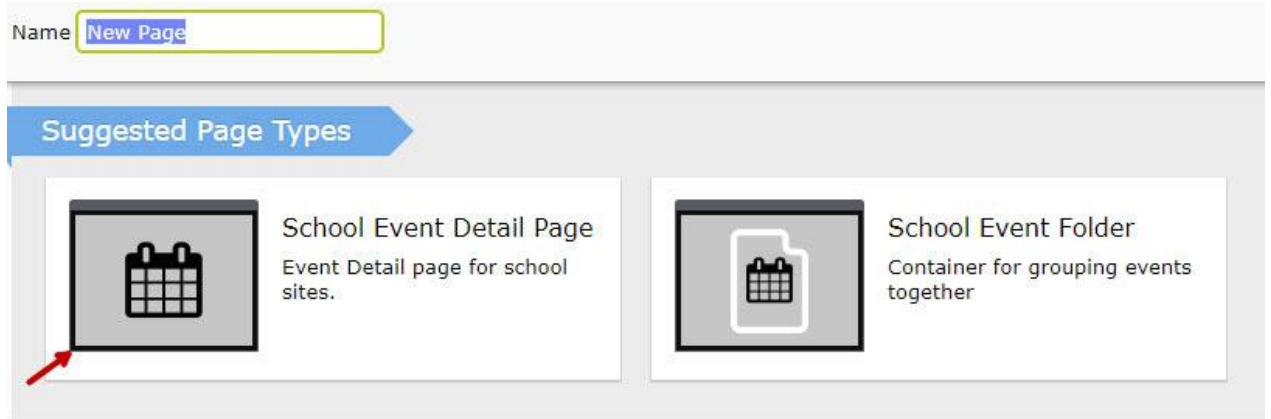 Name New Page
Suggested Page Types
School Event Detail Page
Event Detail page for school
sites.
School Event Folder
Container for grouping events
together